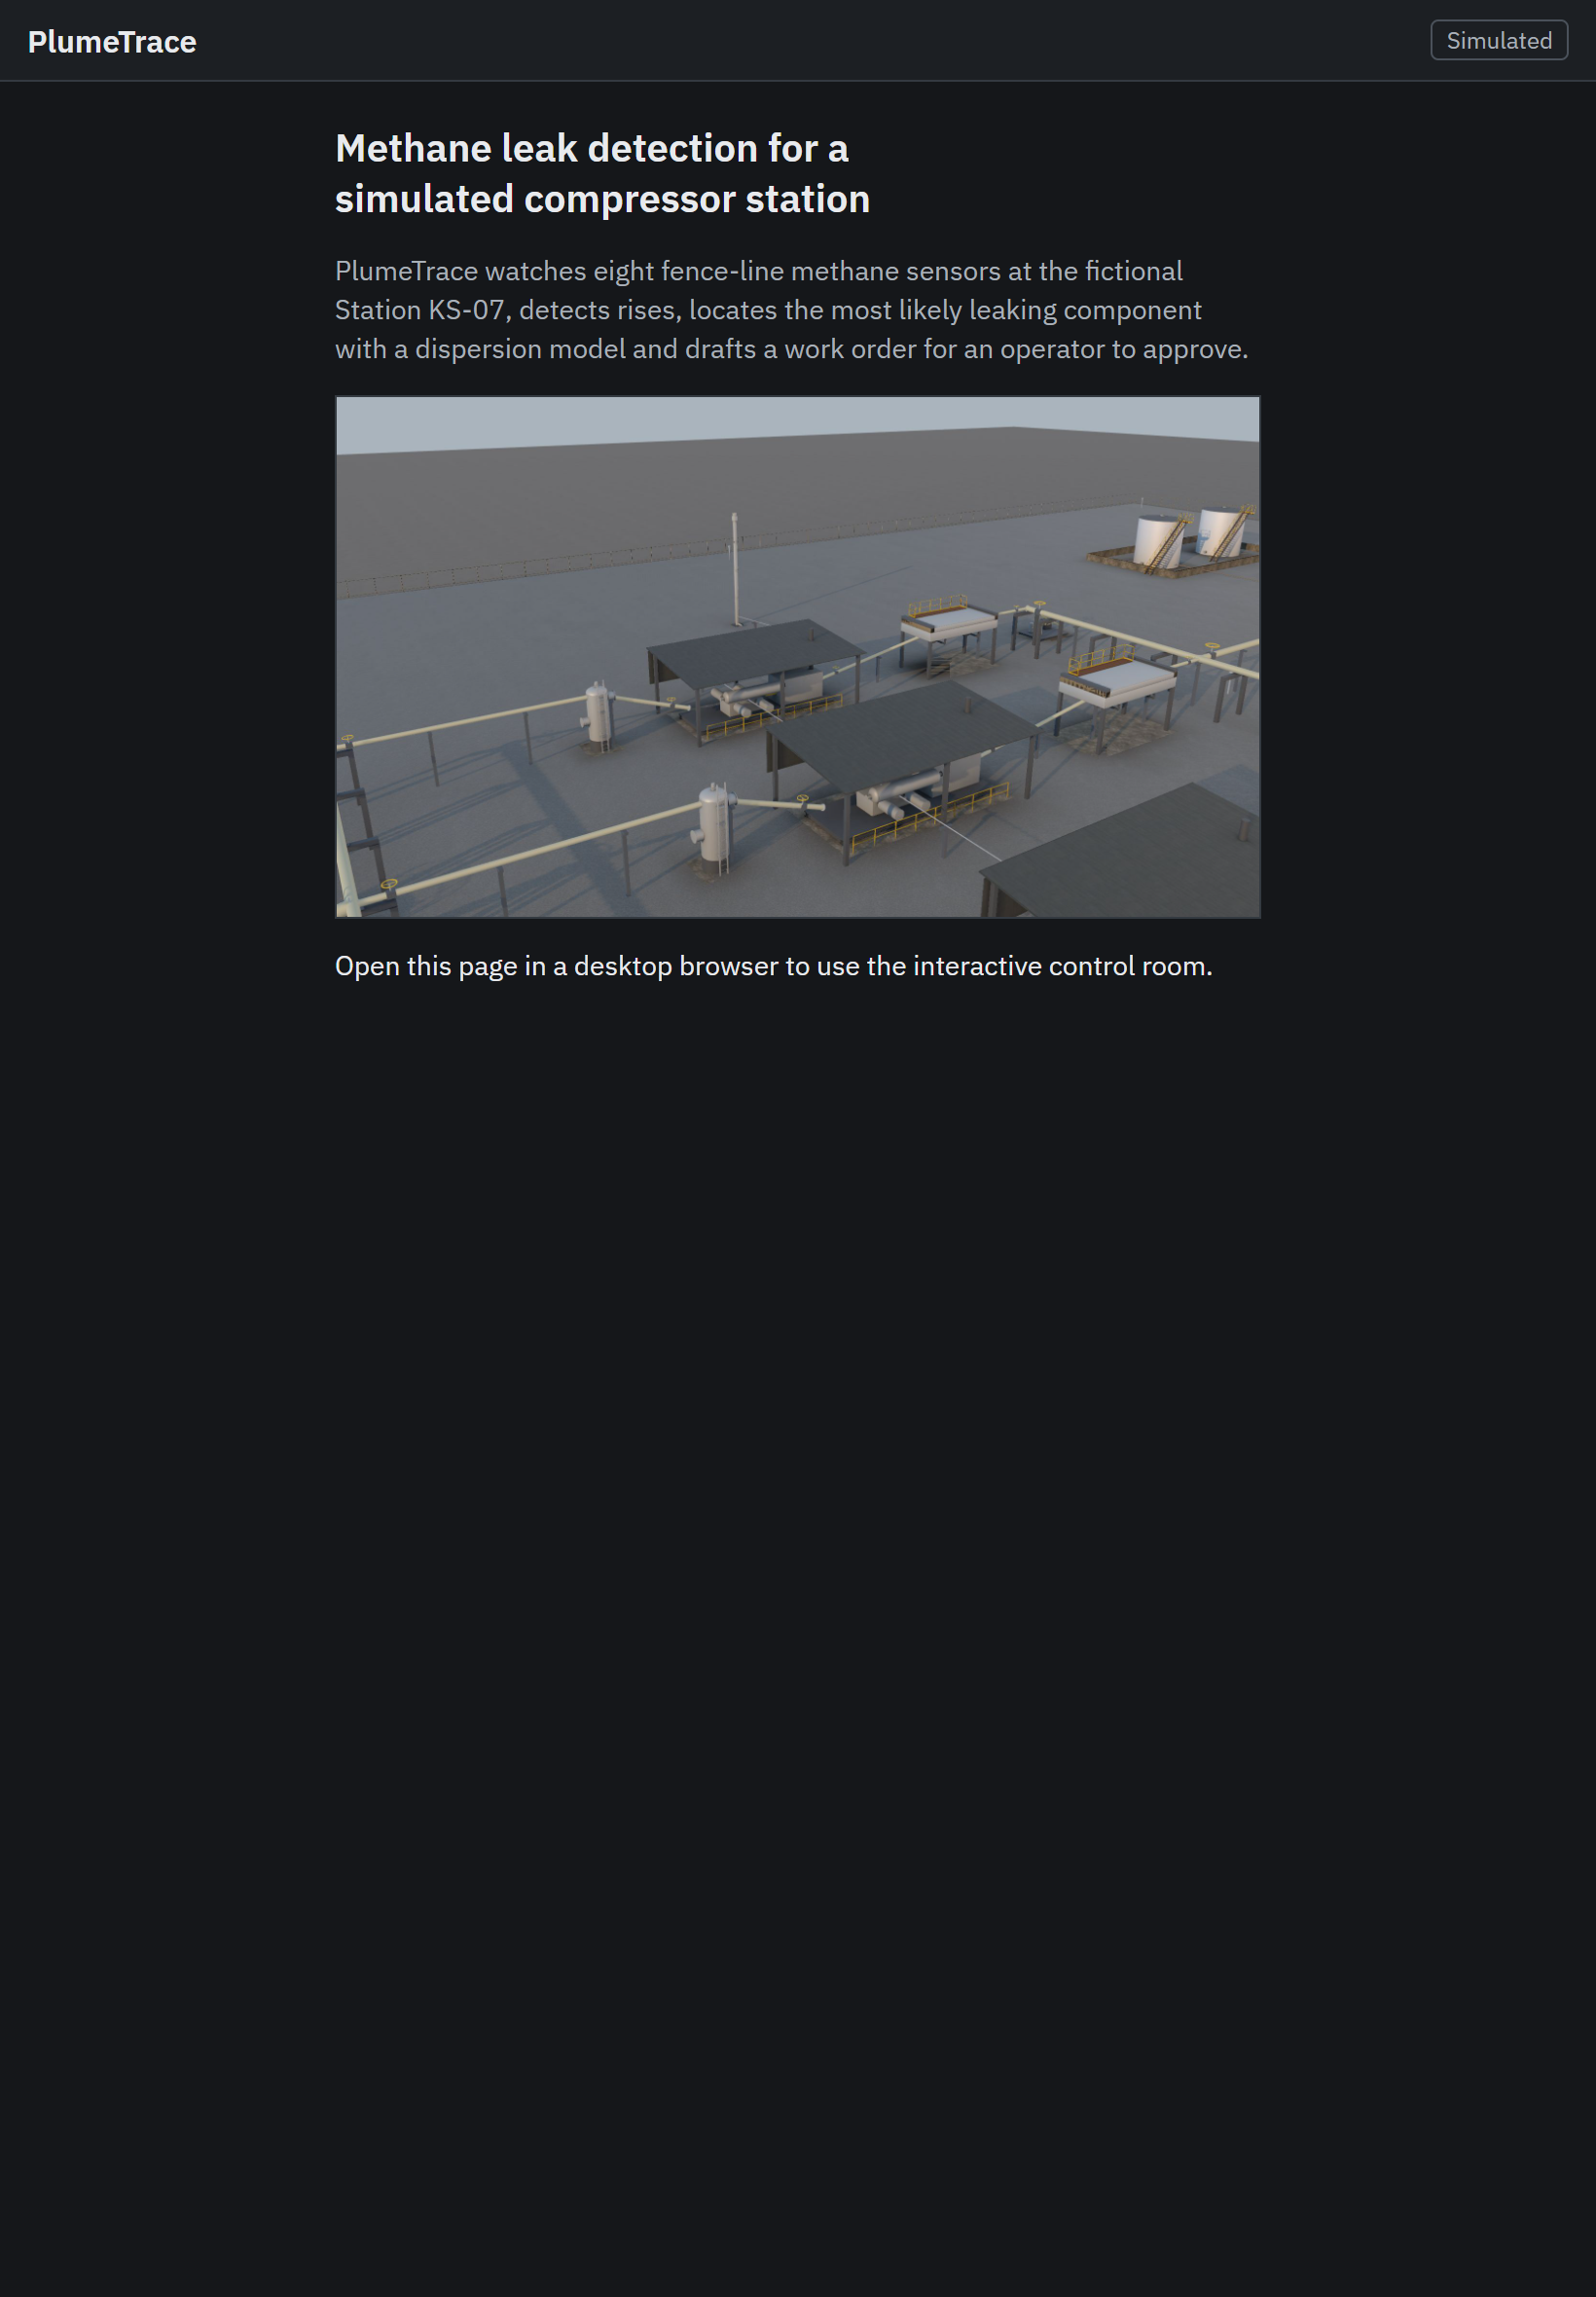 PlumeTrace
Simulated
Methane leak detection for a
simulated compressor station
PlumeTrace watches eight fence-line methane sensors at the fictional
Station KS-07, detects rises, locates the most likely leaking component
with a dispersion model and drafts a work order for an operator to approve.
Open this page in a desktop browser to use the interactive control room.